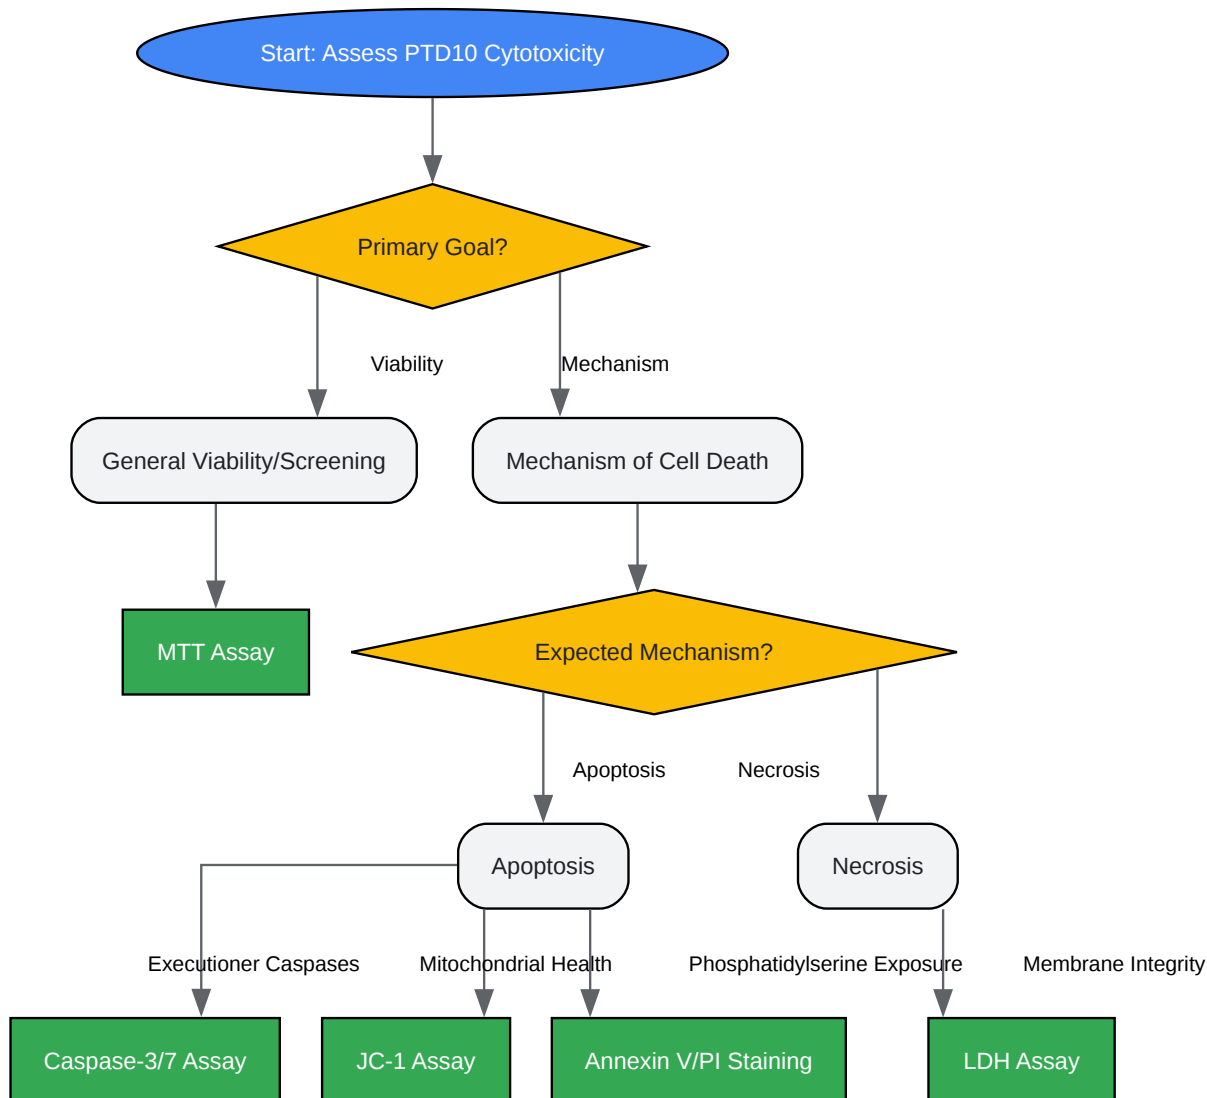 Start: Assess PTD10 Cytotoxicity
Primary Goal?
Viability
Mechanism
General Viability/Screening
Mechanism of Cell Death
MTT Assay
Expected Mechanism?
Apoptosis
Necrosis
Apoptosis
Necrosis
Executioner Caspases
Mitochondrial Health
Phosphatidylserine Exposure
Membrane Integrity
Caspase-3/7 Assay
JC-1 Assay
Annexin V/PI Staining
LDH Assay